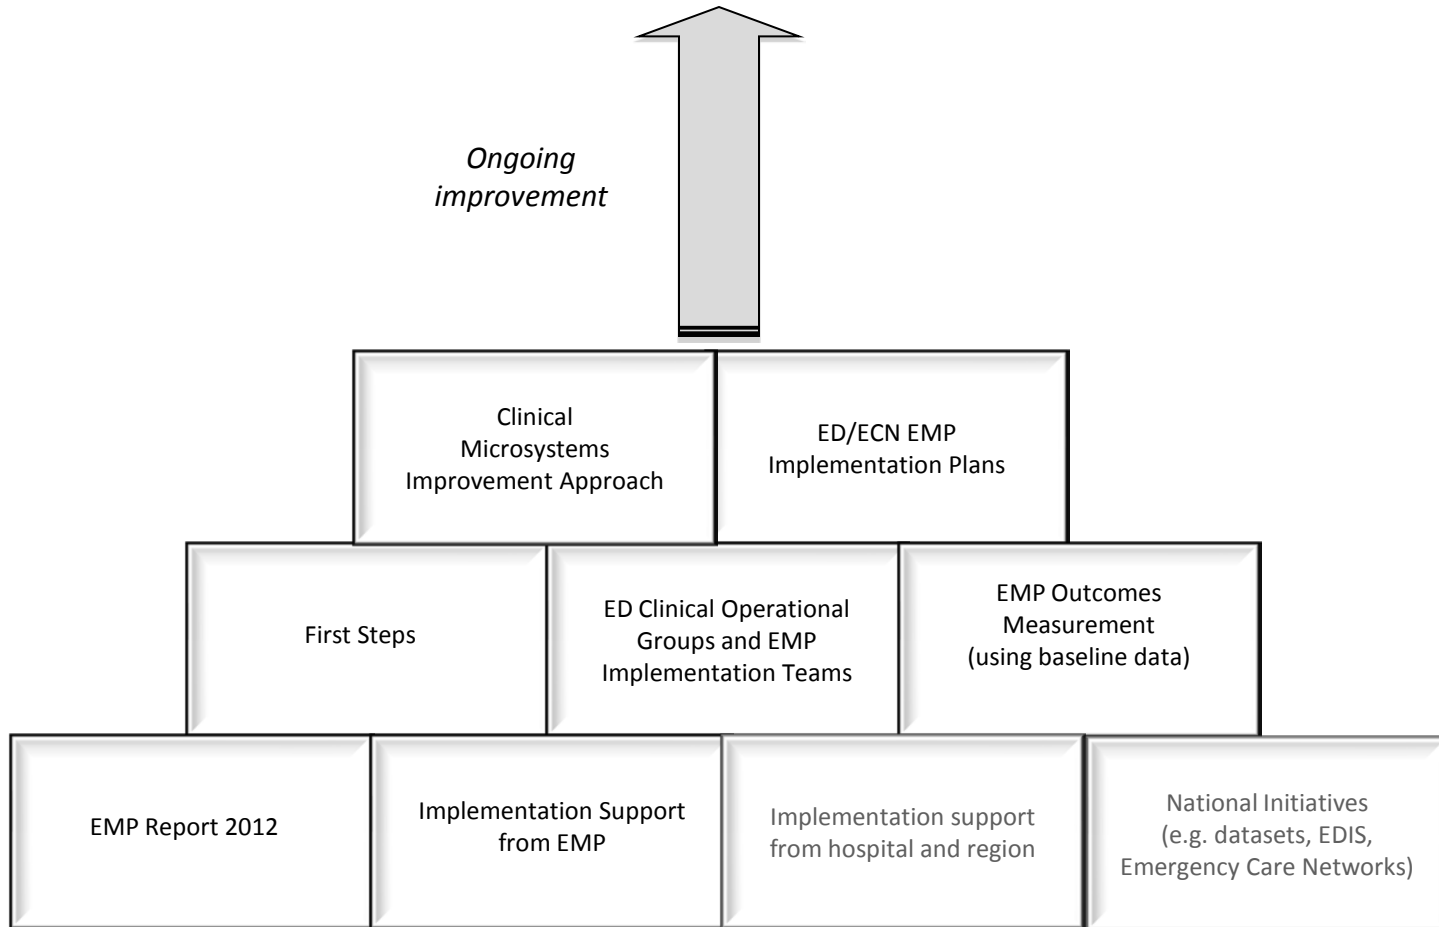 Ongoing
improvement
Clinical
Microsystems
Improvement Approach
ED/ECN EMP
Implementation Plans
First Steps
ED Clinical Operational
Groups and EMP
Implementation Teams
EMP Outcomes
Measurement
(using baseline data)
EMP Report 2012
Implementation Support
from EMP
Implementation support
from hospital and region
National Initiatives
(e.g. datasets, EDIS,
Emergency Care Networks)